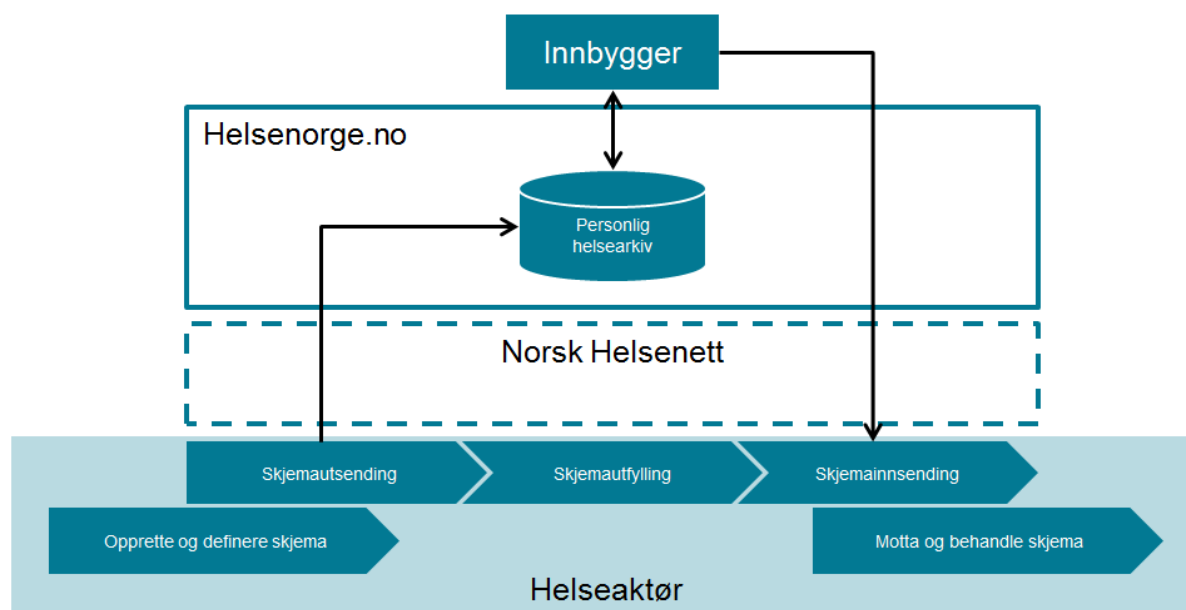 Innbygger
Helsenorge.no
Personlig
helsearkiv
Norsk Helsenett
Skjemautsending
Skjemautfylling
Skjemainnsending
Opprette og definere skjema
Motta og behandle skjema
Helseaktør